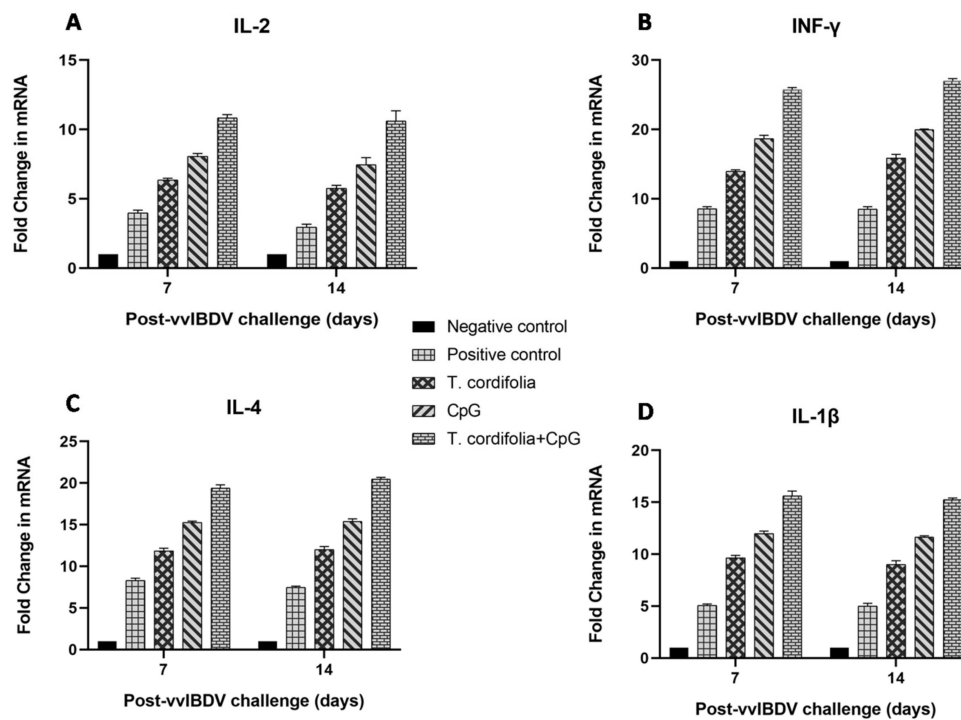 A
IL-2
Fold Change in mRNA
15
10
5
0
7
14
Post-vvIBDV challenge (days)
B
INF-γ
Fold Change in mRNA
30
20
10
0
7
14
Post-vvIBDV challenge (days)
Negative control
Positive control
T. cordifolia
CpG
T. cordifolia+CpG
C
IL-4
Fold Change in mRNA
25
20
15
10
5
0
7
14
Post-vvIBDV challenge (days)
D
IL-1β
Fold Change in mRNA
20
15
10
5
0
7
14
Post-vvIBDV challenge (days)